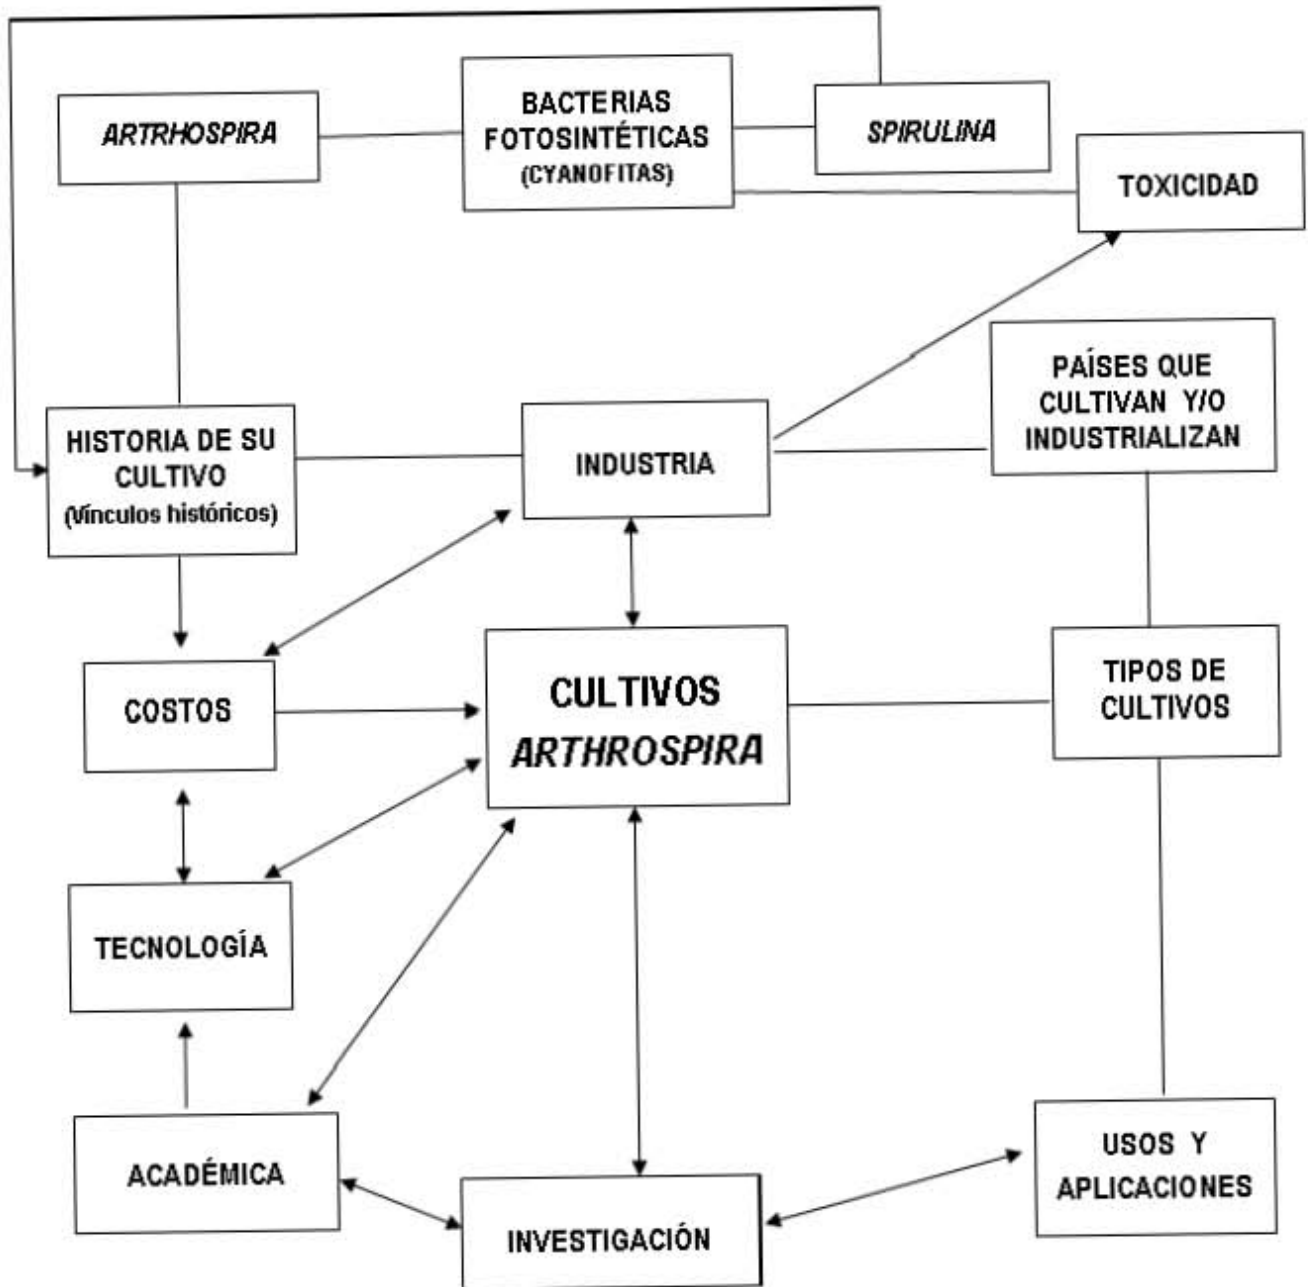 BACTERIAS
FOTOSINTÉTICAS
(CYANOFITAS)
ARTRHOSPIRA
SPIRULINA
TOXICIDAD
PAÍSES QUE
CULTIVAN Y/O
INDUSTRIALIZAN
HISTORIA DE SU
CULTIVO
(Vínculos históricos)
INDUSTRIA
CULTIVOS
ARTHROSPIRA
TIPOS DE
CULTIVOS
COSTOS
TECNOLOGÍA
ACADÉMICA
INVESTIGACIÓN
USOS Y
APLICACIONES